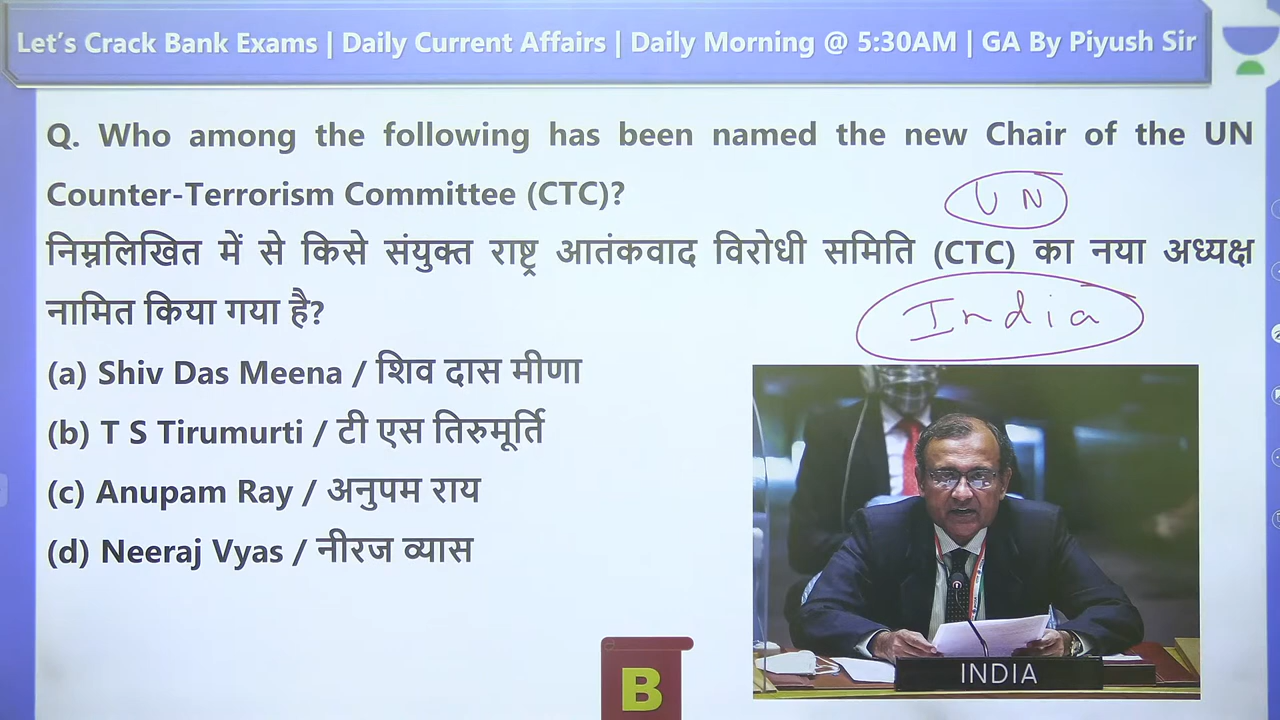 Let's Crack Bank Exams | Daily Current Affairs | Daily Morning @ 5:30AM | GA By Piyush Sir
Q. Who among the following has been named the new Chair of the UN
Counter-Terrorism Committee (CTC)?
UN
निम्नलिखित में से किसे संयुक्त राष्ट्र आतंकवाद विरोधी समिति (CTC) का नया अध्यक्ष
नामित किया गया है?
India
(a) Shiv Das Meena / शिव दास मीणा
(b) T S Tirumurti / टी एस तिरुमूर्ति
(c) Anupam Ray / अनुपम राय
(d) Neeraj Vyas / नीरज व्यास
INDIA
B